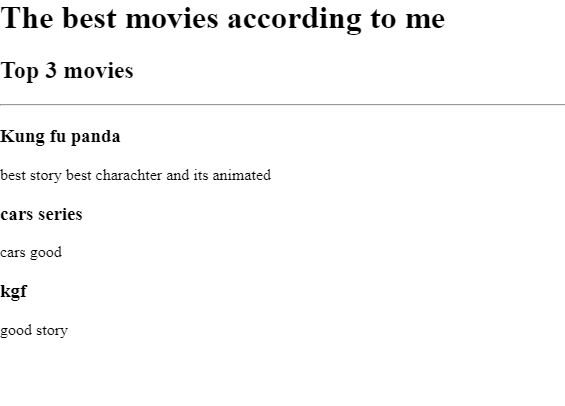 The best movies according to me
Top 3 movies
Kung fu panda
best story best charachter and its animated
cars series
cars good
kgf
good story